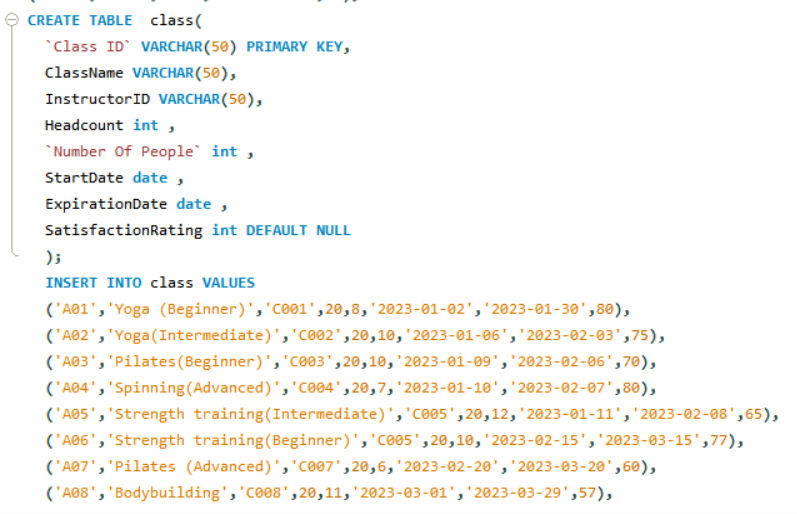 CREATE TABLE  class(
`Class ID` VARCHAR(50) PRIMARY KEY,
ClassName VARCHAR(50),
InstructorID VARCHAR(50),
Headcount int ,
`Number Of People` int ,
StartDate date ,
ExpirationDate date ,
SatisfactionRating int DEFAULT NULL
);
INSERT INTO class VALUES
('A01','Yoga (Beginner)','C001',20,8,'2023-01-02','2023-01-30',80),
('A02','Yoga(Intermediate)','C002',20,10,'2023-01-06','2023-02-03',75),
('A03','Pilates(Beginner)','C003',20,10,'2023-01-09','2023-02-06',70),
('A04','Spinning(Advanced)','C004',20,7,'2023-01-10','2023-02-07',80),
('A05','Strength training(Intermediate)','C005',20,12,'2023-01-11','2023-02-08',65),
('A06','Strength training(Beginner)','C005',20,10,'2023-02-15','2023-03-15',77),
('A07','Pilates (Advanced)','C007',20,6,'2023-02-20','2023-03-20',60),
('A08','Bodybuilding','C008',20,11,'2023-03-01','2023-03-29',57),